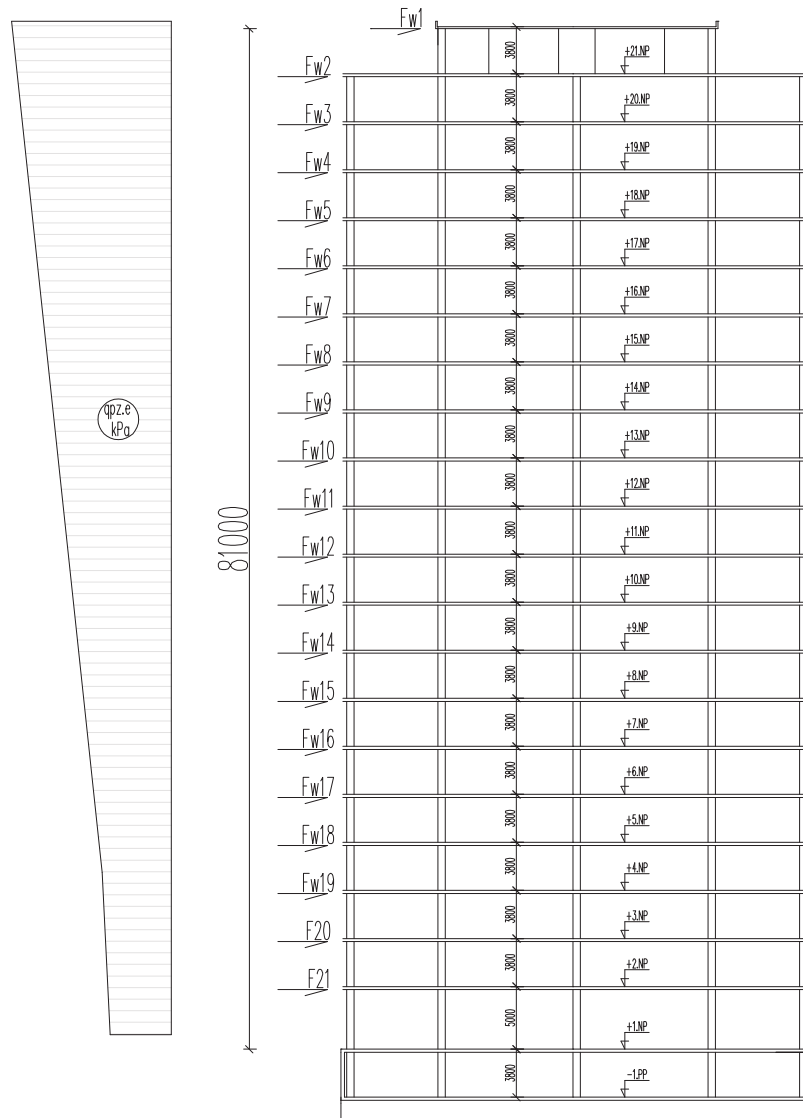 Fw1
3800
+21.NP
Fw2
3800
+20.NP
Fw3
3800
+19.NP
Fw4
3800
+18.NP
Fw5
3800
+17.NP
Fw6
3800
+16.NP
Fw7
3800
+15.NP
Fw8
3800
+14.NP
Fw9
qpz.e
kPa
3800
+13.NP
Fw10
3800
+12.NP
Fw11
81000
3800
+11.NP
Fw12
3800
+10.NP
Fw13
3800
+9.NP
Fw14
3800
+8.NP
Fw15
3800
+7.NP
Fw16
3800
+6.NP
Fw17
3800
+5.NP
Fw18
3800
+4.NP
Fw19
3800
+3.NP
F20
3800
+2.NP
F21
5000
+1.NP
3800
-1.PP